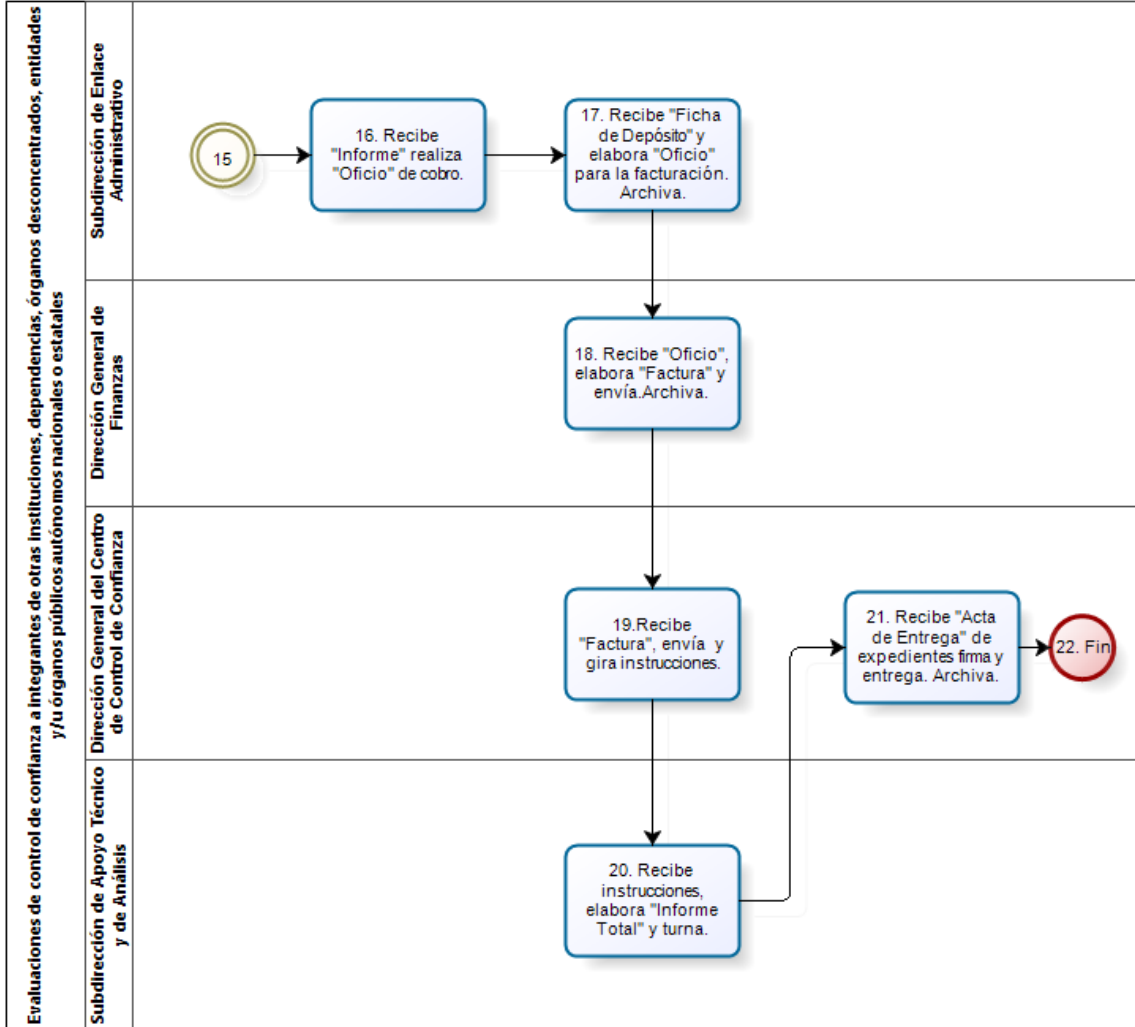 Evaluaciones de control de confianza a integrantes de otras instituciones, dependencias, órganos desconcentrados, entidades
y/u órganos públicos autónomos nacionales o estatales
Subdirección de Enlace
Administrativo
15
16. Recibe
"Informe" realiza
"Oficio" de cobro.
17. Recibe "Ficha
de Depósito" y
elabora "Oficio"
para la facturación.
Archiva.
Dirección General de
Finanzas
18. Recibe "Oficio",
elabora "Factura" y
envía.Archiva.
Dirección General del Centro
de Control de Confianza
19.Recibe
"Factura", envía y
gira instrucciones.
21. Recibe "Acta
de Entrega" de
expedientes firma y
entrega. Archiva.
22. Fin
Subdirección de Apoyo Técnico
y de Análisis
20. Recibe
instrucciones,
elabora "Informe
Total" y turna.